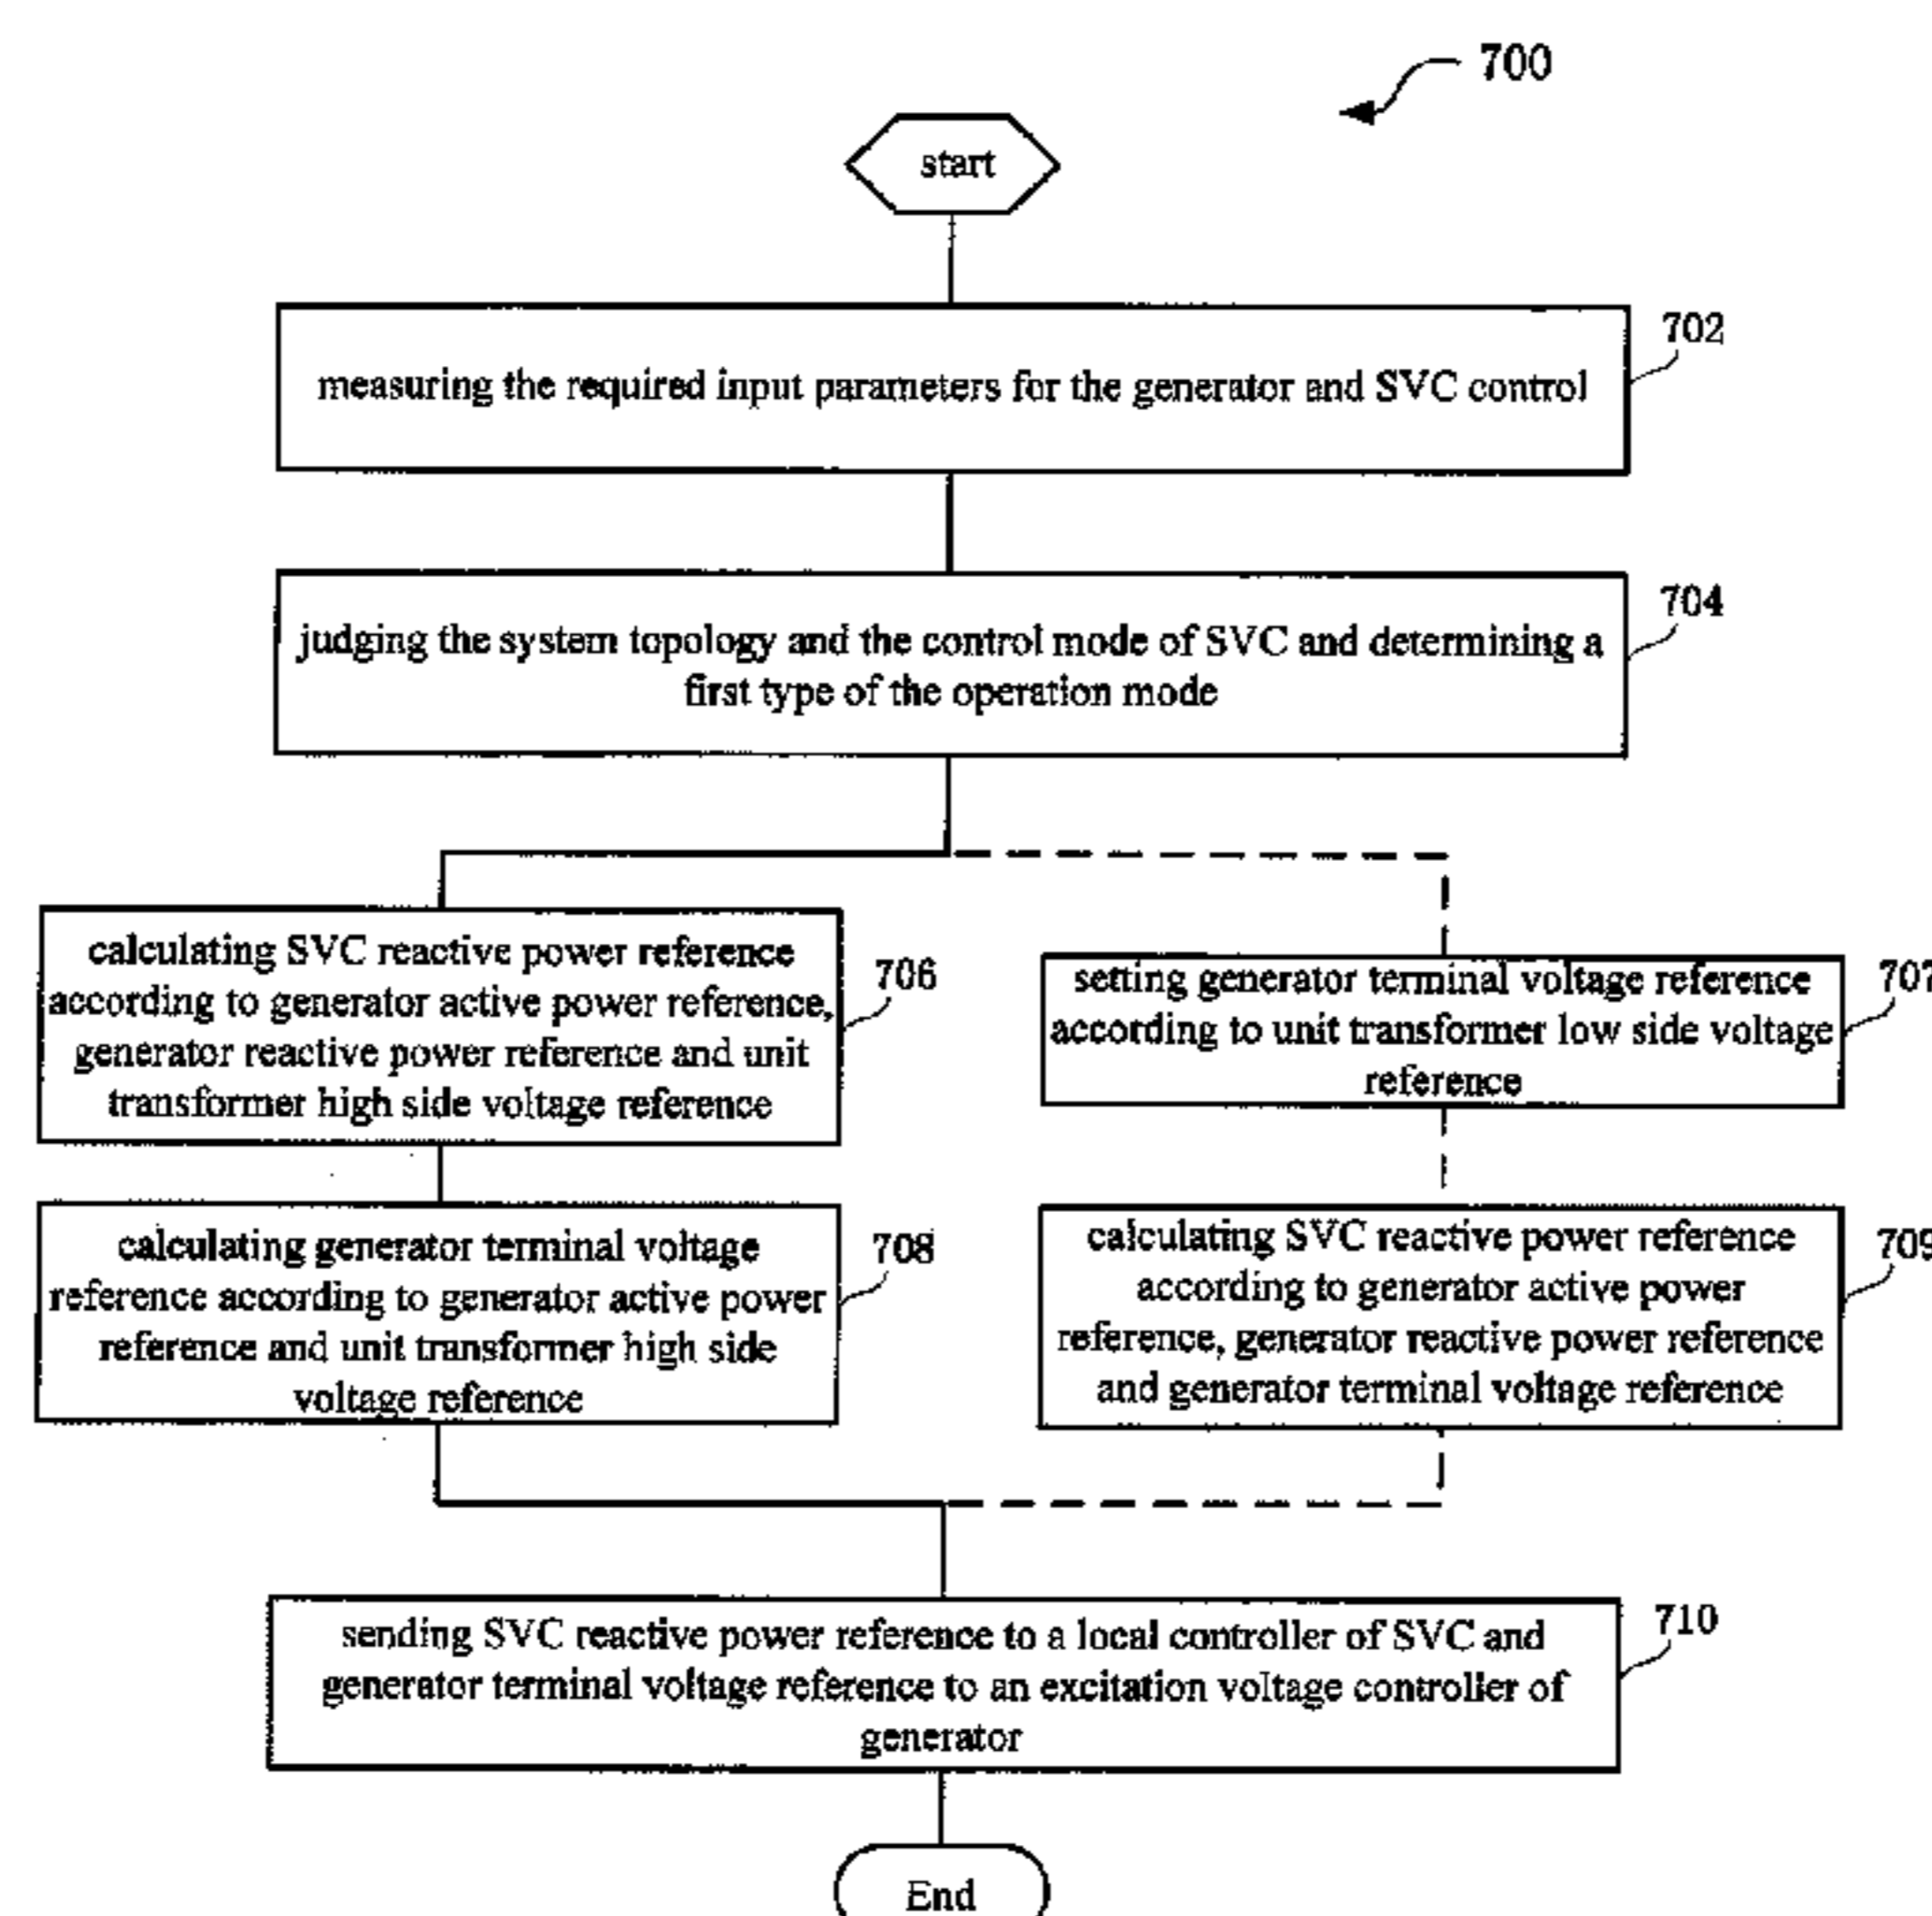 700
start
measuring the required input parameters for the generator and SVC control
702
judging the system topology and the control mode of SVC and determining a
first type of the operation mode
704
calculating SVC reactive power reference
according to generator active power reference,
generator reactive power reference and unit
transformer high side voltage reference
706
setting generator terminal voltage reference
according to unit transformer low side voltage
reference
707
calculating generator terminal voltage
reference according to generator active power
reference and unit transformer high side
voltage reference
708
calculating SVC reactive power reference
according to generator active power
reference, generator reactive power reference
and generator terminal voltage reference
709
sending SVC reactive power reference to a local controller of SVC and
generator terminal voltage reference to an excitation voltage controller of
generator
710
End